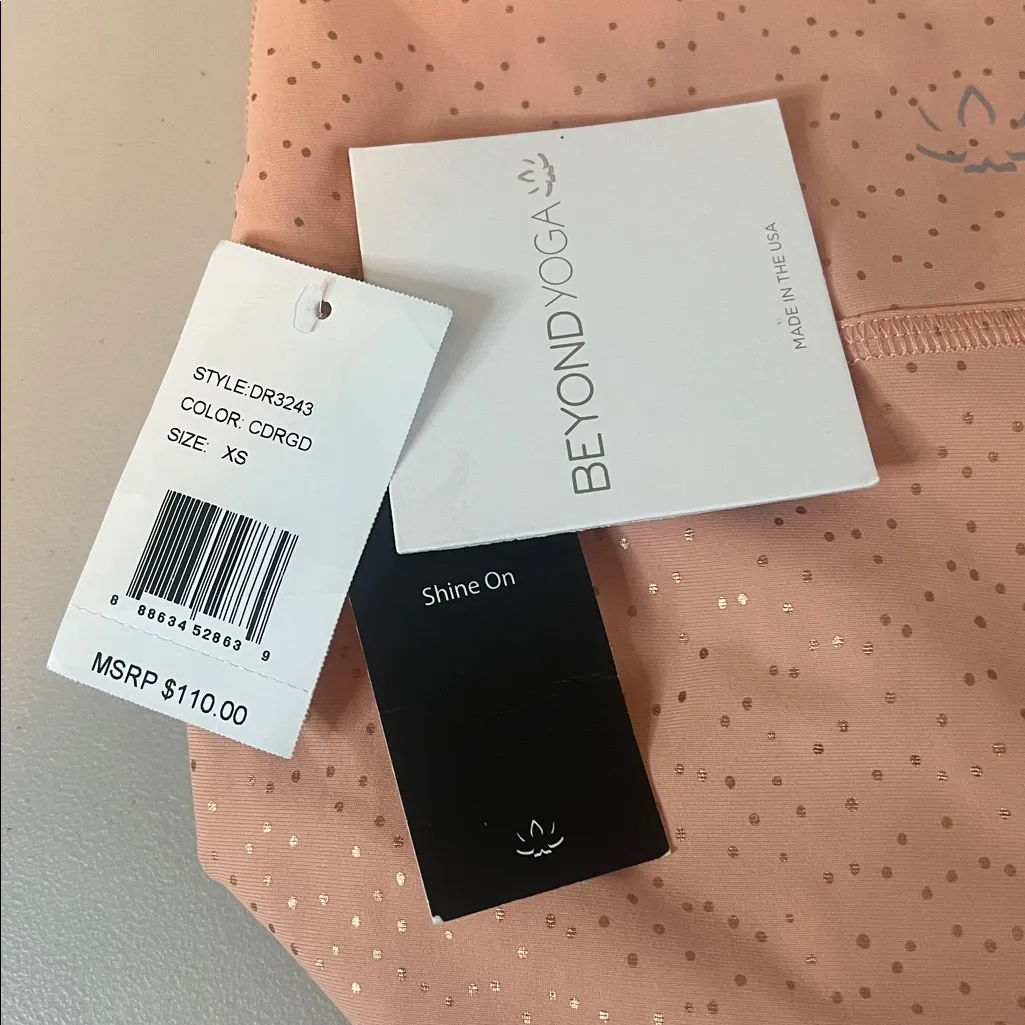 STYLE:DR3243
COLOR: CDRGD
SIZE: XS
8 88634 52863 9
MSRP $110.00
BEYOND YOGA
MADE IN THE USA
Shine On